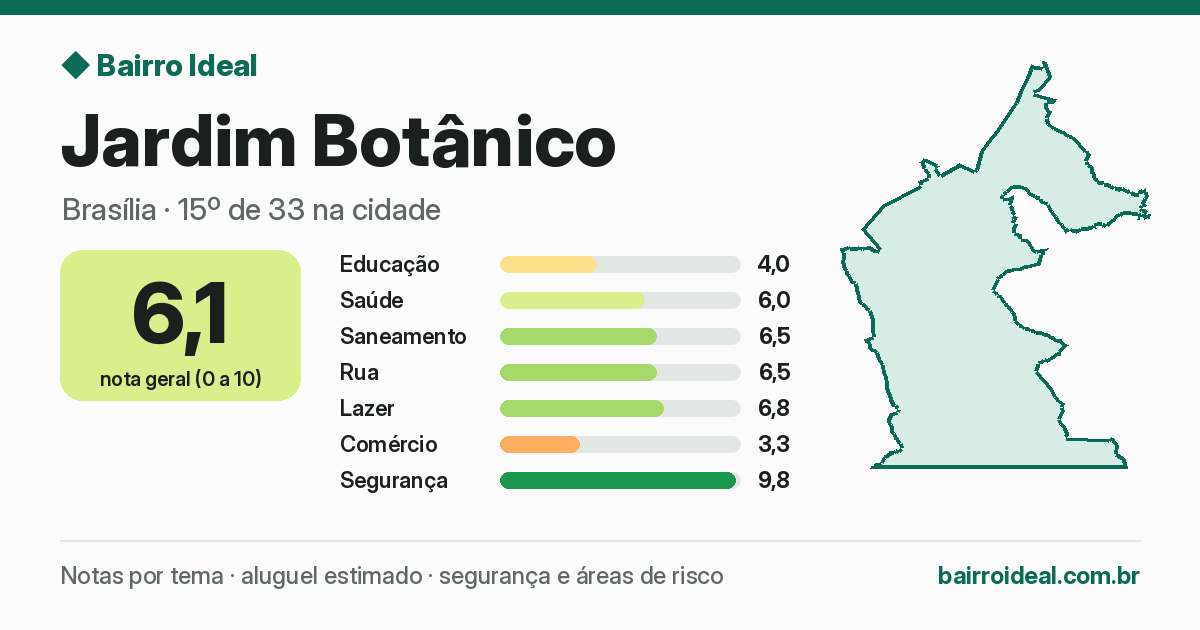 Bairro Ideal
Jardim Botânico
Brasília · 15º de 33 na cidade
6,1
nota geral (0 a 10)
Educação 4,0
Saúde 6,0
Saneamento 6,5
Rua 6,5
Lazer 6,8
Comércio 3,3
Segurança 9,8
Notas por tema · aluguel estimado · segurança e áreas de risco
bairroideal.com.br